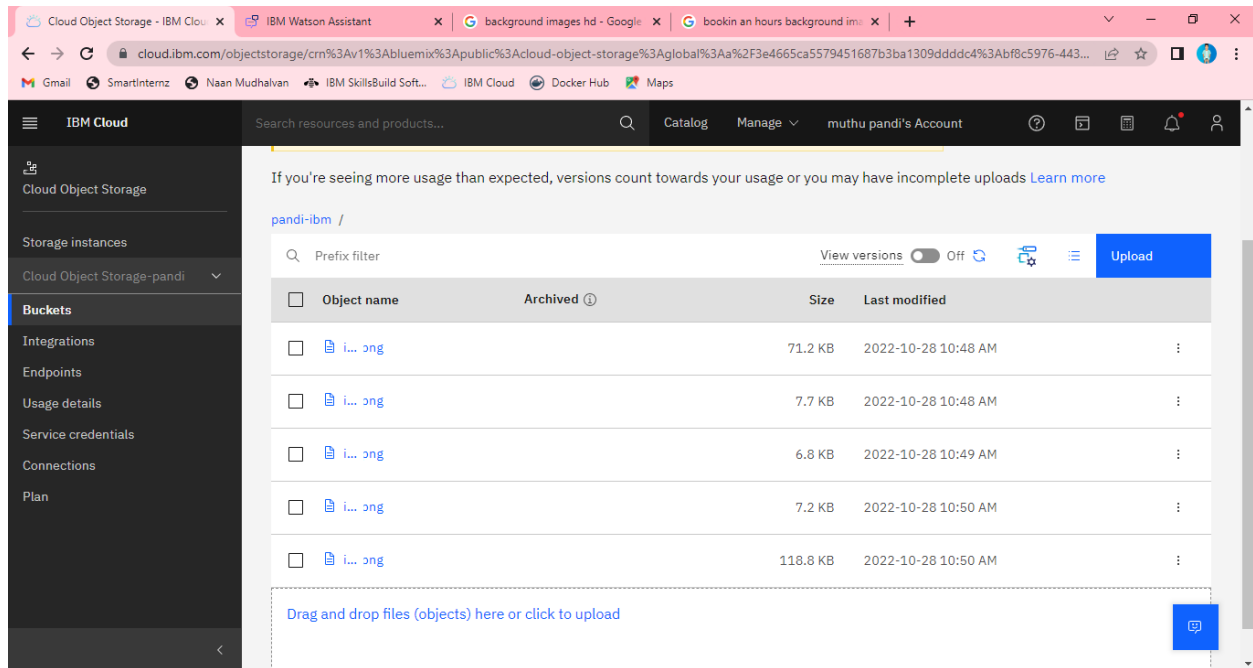 Cloud Object Storage - IBM Clou
IBM Watson Assistant
background images hd - Google
bookin an hours background ima
cloud.ibm.com/objectstorage/crn%3Av1%3Abluemix%3Apublic%3Acloud-object-storage%3Aglobal%3Aa%2F3e4665ca5579451687b3ba1309ddddc4%3Abf8c5976-443...
Gmail SmartInternz Naan Mudhalvan IBM SkillsBuild Soft... IBM Cloud Docker Hub Maps
IBM Cloud Search resources and products... Catalog Manage muthu pandi's Account
Cloud Object Storage
Storage instances
Cloud Object Storage-pandi
Buckets
Integrations
Endpoints
Usage details
Service credentials
Connections
Plan
If you're seeing more usage than expected, versions count towards your usage or you may have incomplete uploads Learn more
pandi-ibm /
Prefix filter View versions Off Upload
Object name Archived Size Last modified
i... png 71.2 KB 2022-10-28 10:48 AM
i... png 7.7 KB 2022-10-28 10:48 AM
i... png 6.8 KB 2022-10-28 10:49 AM
i... png 7.2 KB 2022-10-28 10:50 AM
i... png 118.8 KB 2022-10-28 10:50 AM
Drag and drop files (objects) here or click to upload